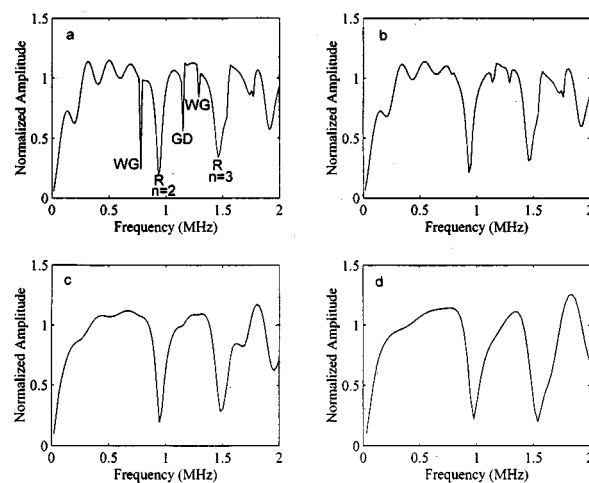 a
Normalized Amplitude
1.5
1
0.5
0
WG
GD
WG
R
n=2
R
n=3
0 0.5 1 1.5 2
Frequency (MHz)
b
Normalized Amplitude
1.5
1
0.5
0
0 0.5 1 1.5 2
Frequency (MHz)
c
Normalized Amplitude
1.5
1
0.5
0
0 0.5 1 1.5 2
Frequency (MHz)
d
Normalized Amplitude
1.5
1
0.5
0
0 0.5 1 1.5 2
Frequency (MHz)